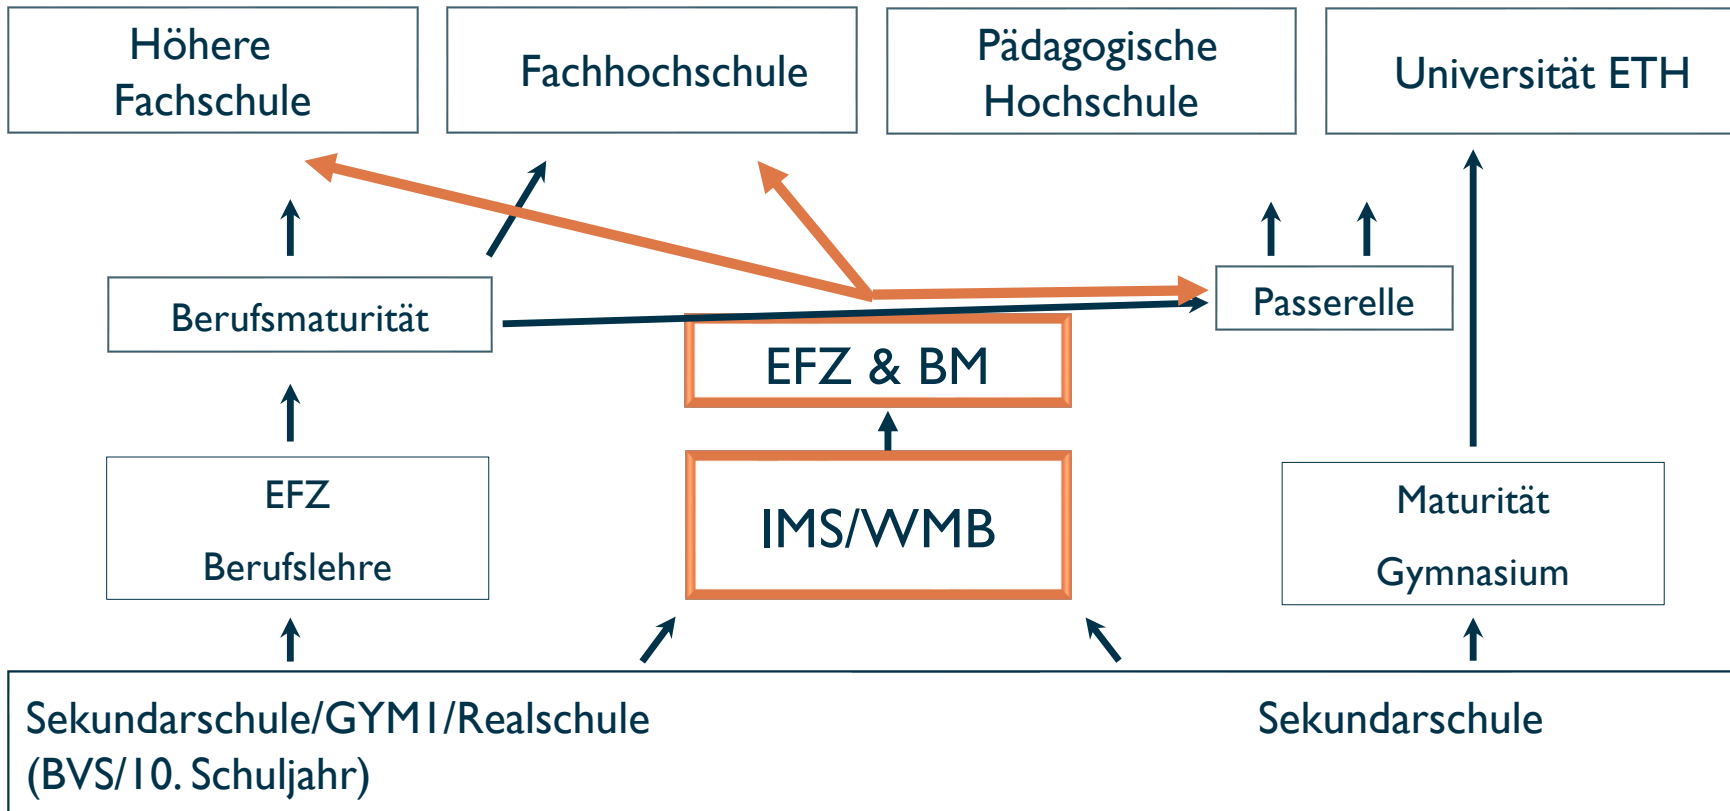 Höhere
Fachschule
Fachhochschule
Pädagogische
Hochschule
Universität ETH
Berufsmaturität
Passerelle
EFZ & BM
EFZ
Berufslehre
IMS/WMB
Maturität
Gymnasium
Sekundarschule/GYM1/Realschule
(BVS/10. Schuljahr)
Sekundarschule